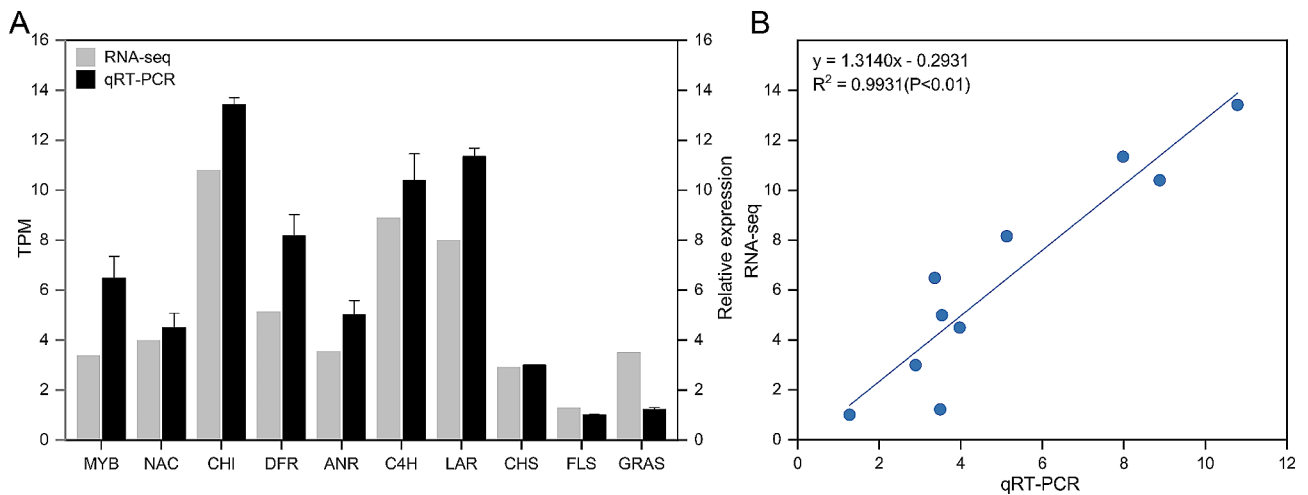 A
16
14
12
10
8
6
4
2
0
TPM
RNA-seq
qRT-PCR
16
14
12
10
8
6
4
2
0
Relative expression
MYB NAC CHI DFR ANR C4H LAR CHS FLS GRAS
B
16
14
12
10
8
6
4
2
0
RNA-seq
y = 1.3140x - 0.2931
R² = 0.9931(P<0.01)
0 2 4 6 8 10 12
qRT-PCR